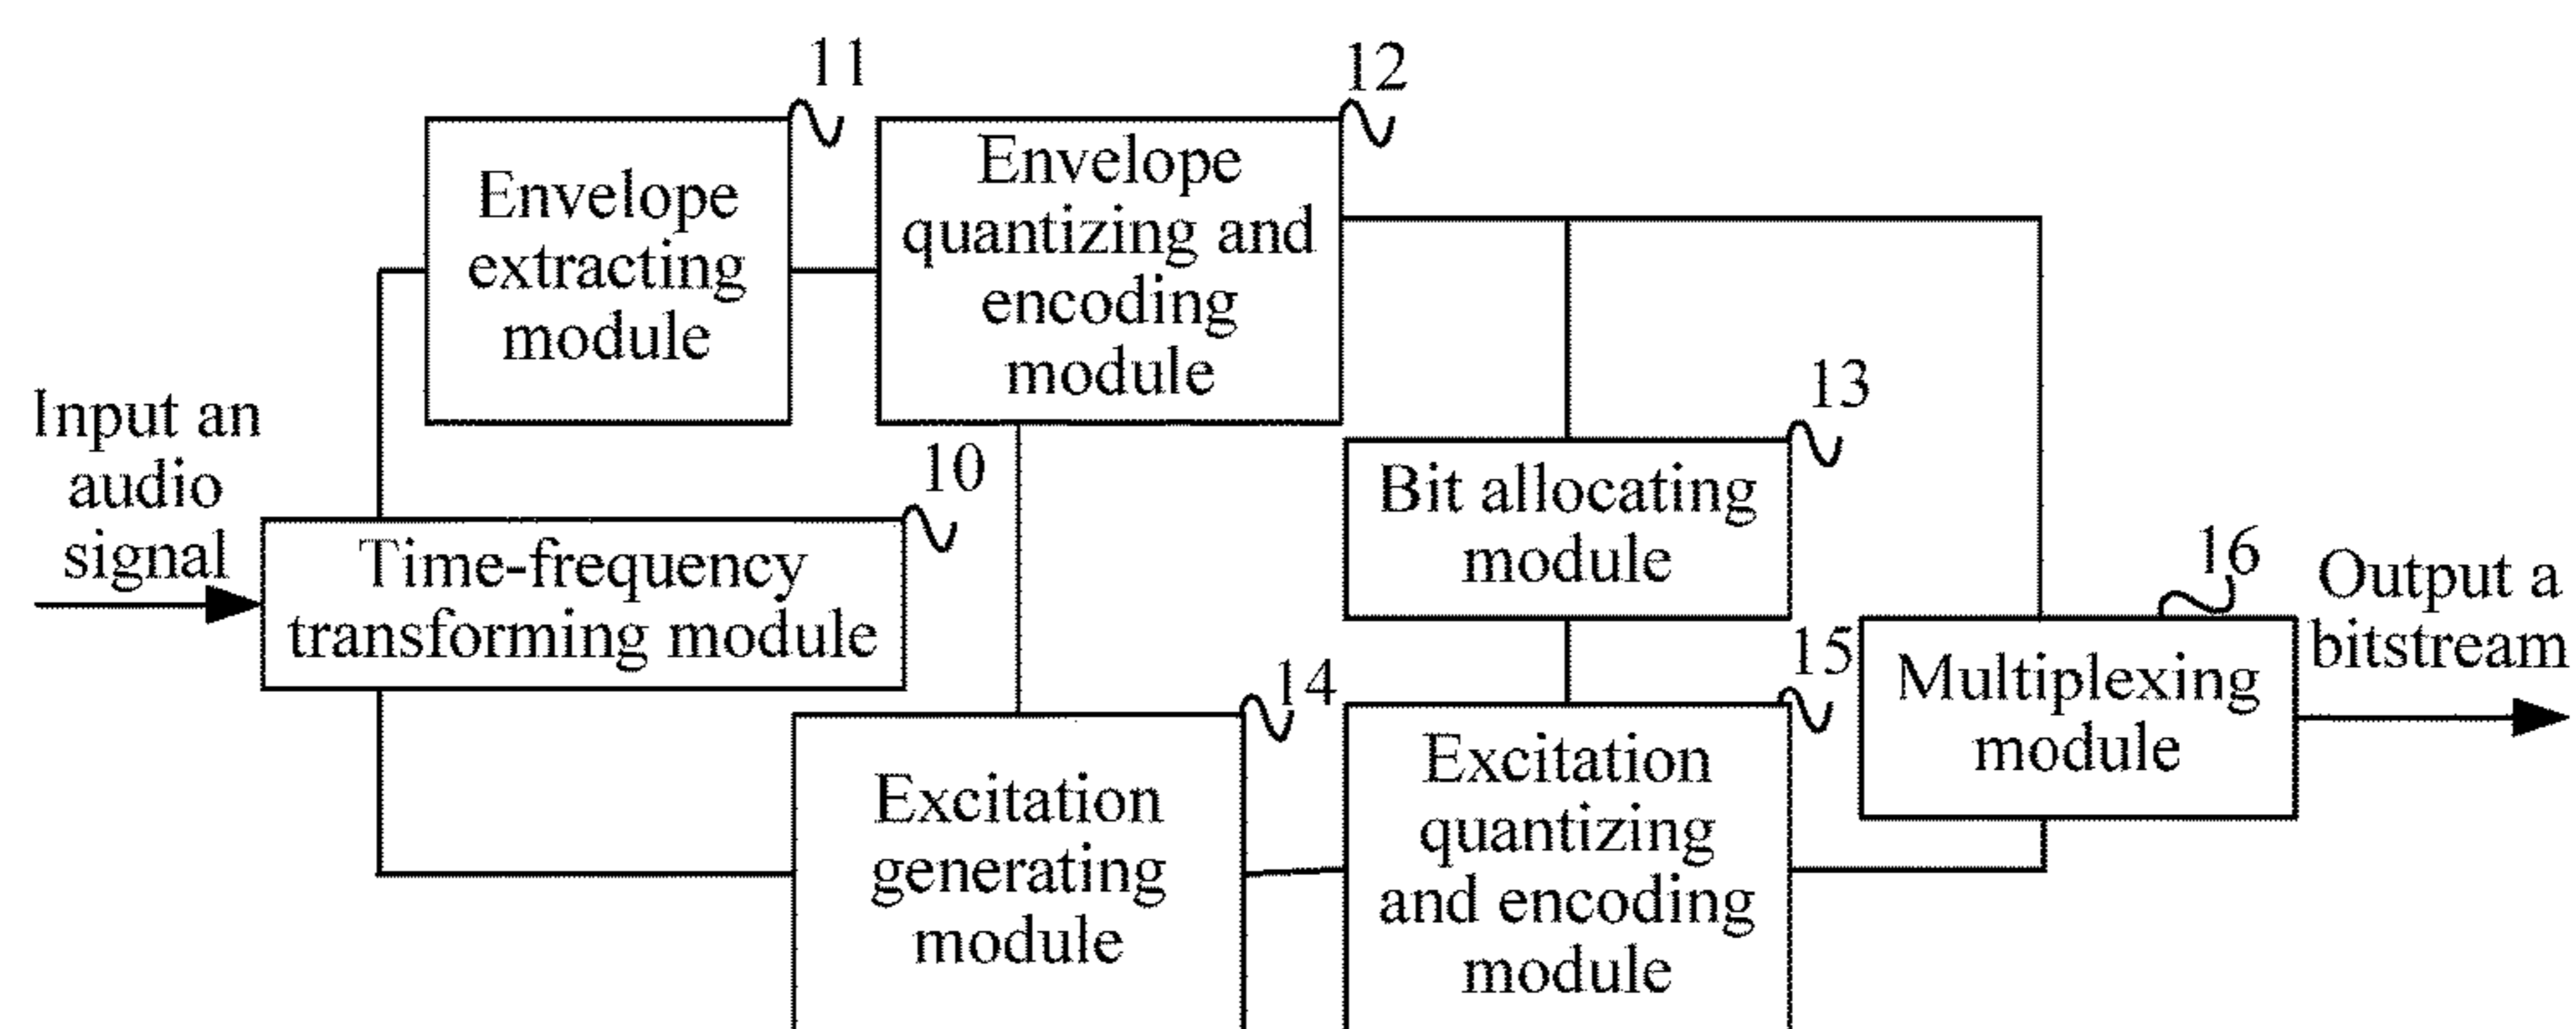 11
12
Envelope
extracting
module
Envelope
quantizing and
encoding
module
13
Input an
audio
signal
10
Time-frequency
transforming module
Bit allocating
module
16
Output a
bitstream
14
15
Excitation
generating
module
Excitation
quantizing
and encoding
module
Multiplexing
module